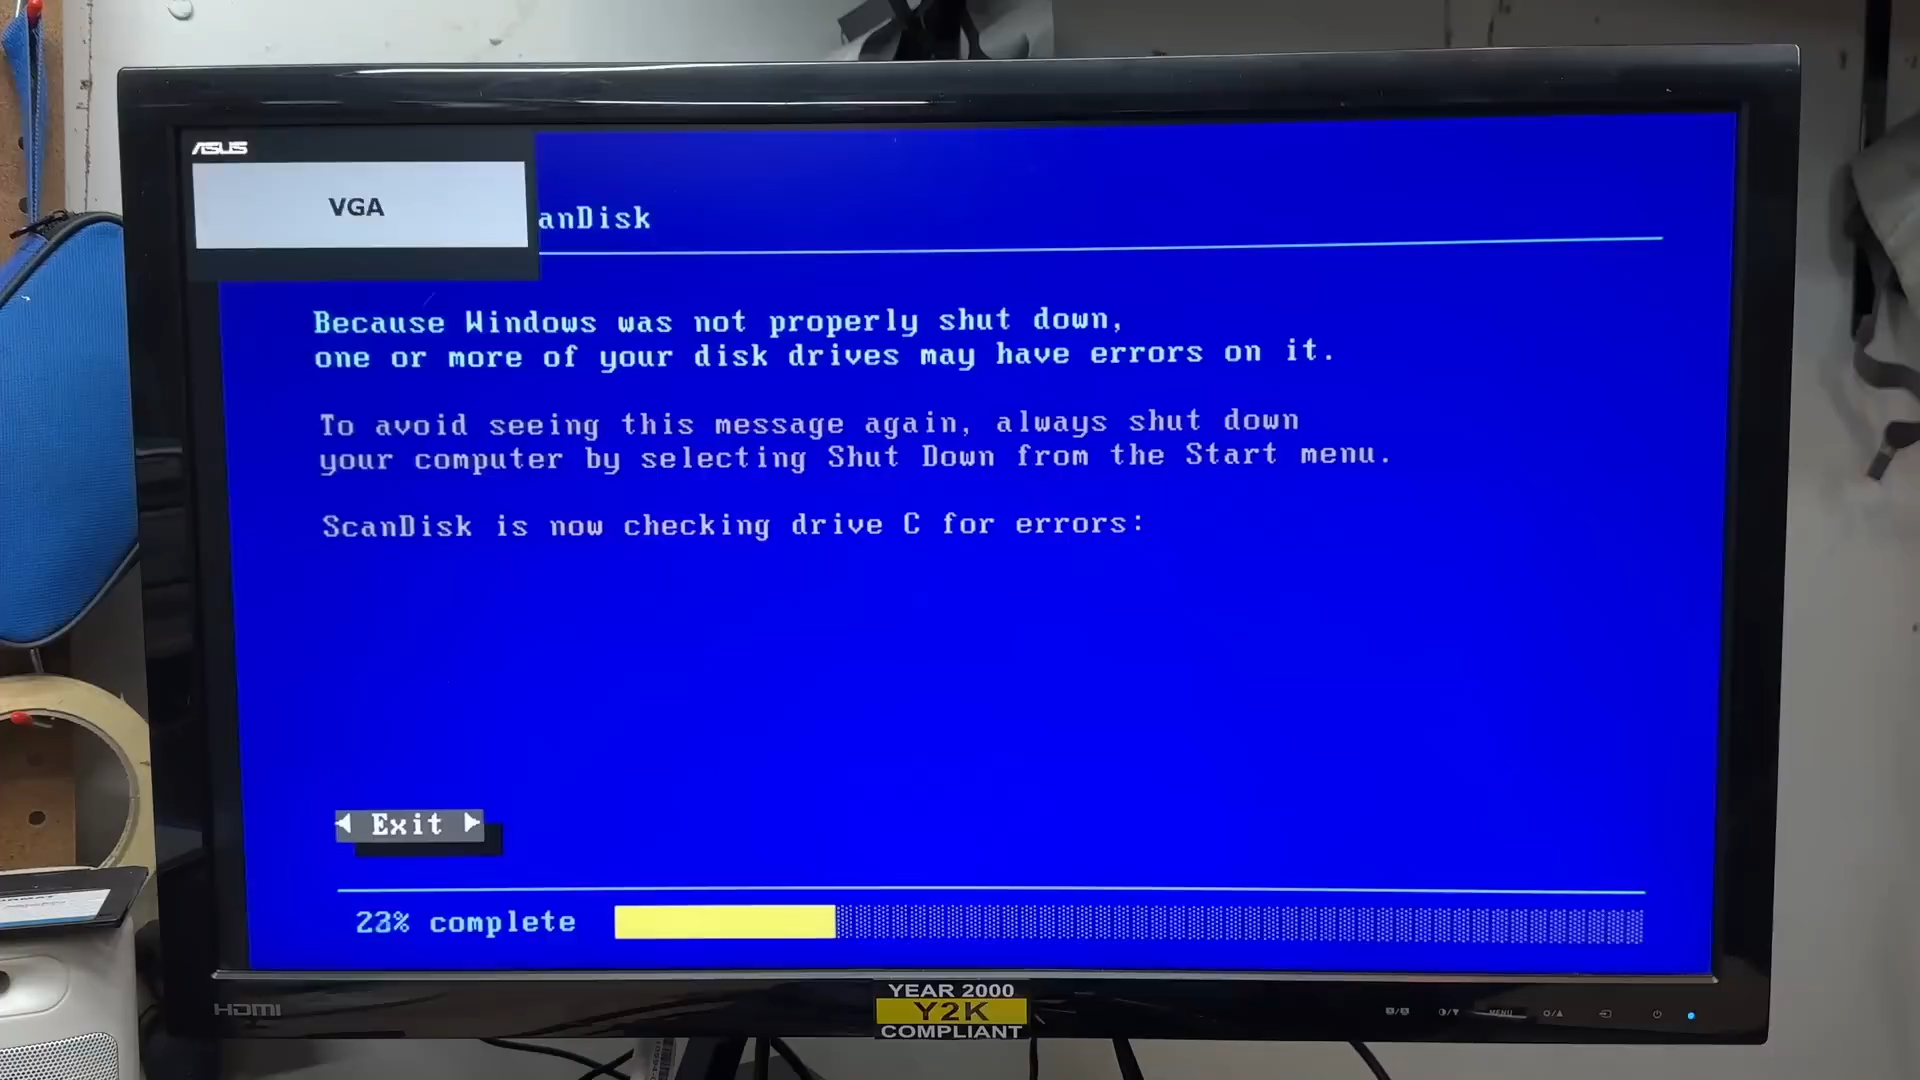 ASUS
VGA
anDisk
Because Windows was not properly shut down,
one or more of your disk drives may have errors on it.
To avoid seeing this message again, always shut down
your computer by selecting Shut Down from the Start menu.
ScanDisk is now checking drive C for errors:
Exit
23% complete
HDMI
YEAR 2000
Y2K
COMPLIANT
MENU